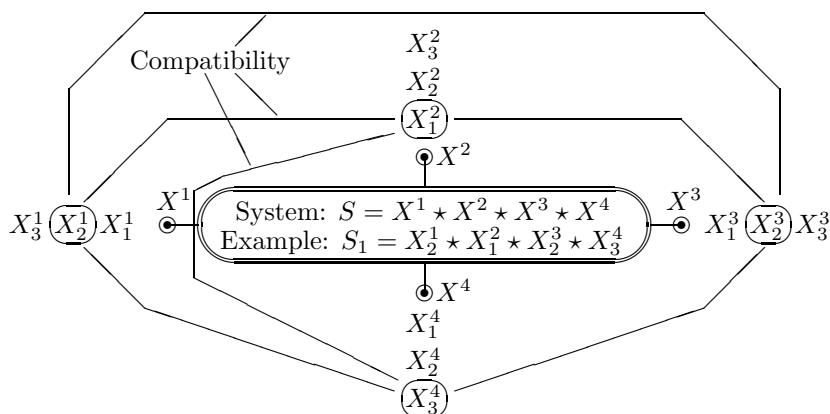 X_3^2
Compatibility
X_2^2
X_1^2
X^2
X^1 X^3
System: S = X^1 ⋆ X^2 ⋆ X^3 ⋆ X^4
X_3^1 X_2^1 X_1^1 X_1^3 X_2^3 X_3^3
Example: S_1 = X_2^1 ⋆ X_1^2 ⋆ X_2^3 ⋆ X_3^4
X^4
X_1^4
X_2^4
X_3^4